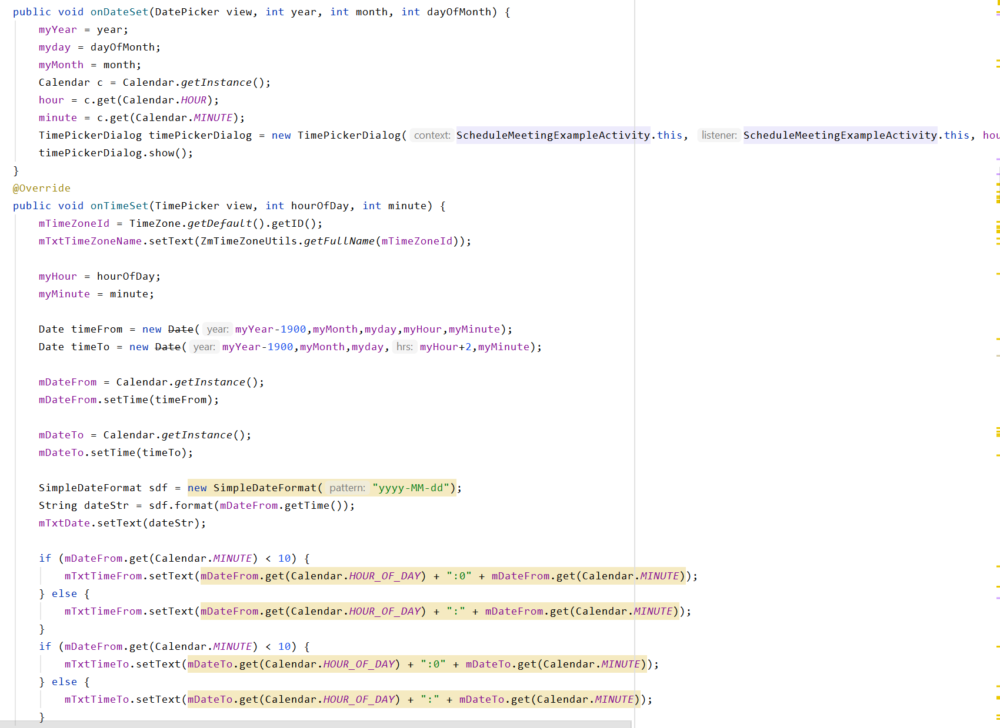 public void onDateSet(DatePicker view, int year, int month, int dayOfMonth) {
    myYear = year;
    myday = dayOfMonth;
    myMonth = month;
    Calendar c = Calendar.getInstance();
    hour = c.get(Calendar.HOUR);
    minute = c.get(Calendar.MINUTE);
    TimePickerDialog timePickerDialog = new TimePickerDialog( context: ScheduleMeetingExampleActivity.this, listener: ScheduleMeetingExampleActivity.this, hou
    timePickerDialog.show();
}
@Override
public void onTimeSet(TimePicker view, int hourOfDay, int minute) {
    mTimeZoneId = TimeZone.getDefault().getID();
    mTxtTimeZoneName.setText(ZmTimeZoneUtils.getFullName(mTimeZoneId));
    myHour = hourOfDay;
    myMinute = minute;
    Date timeFrom = new Date( year: myYear-1900,myMonth,myday,myHour,myMinute);
    Date timeTo = new Date( year: myYear-1900,myMonth,myday, hrs: myHour+2,myMinute);
    mDateFrom = Calendar.getInstance();
    mDateFrom.setTime(timeFrom);
    mDateTo = Calendar.getInstance();
    mDateTo.setTime(timeTo);
    SimpleDateFormat sdf = new SimpleDateFormat( pattern: "yyyy-MM-dd");
    String dateStr = sdf.format(mDateFrom.getTime());
    mTxtDate.setText(dateStr);
    if (mDateFrom.get(Calendar.MINUTE) < 10) {
        mTxtTimeFrom.setText(mDateFrom.get(Calendar.HOUR_OF_DAY) + ":0" + mDateFrom.get(Calendar.MINUTE));
    } else {
        mTxtTimeFrom.setText(mDateFrom.get(Calendar.HOUR_OF_DAY) + ":" + mDateFrom.get(Calendar.MINUTE));
    }
    if (mDateFrom.get(Calendar.MINUTE) < 10) {
        mTxtTimeTo.setText(mDateTo.get(Calendar.HOUR_OF_DAY) + ":0" + mDateTo.get(Calendar.MINUTE));
    } else {
        mTxtTimeTo.setText(mDateTo.get(Calendar.HOUR_OF_DAY) + ":" + mDateTo.get(Calendar.MINUTE));
    }